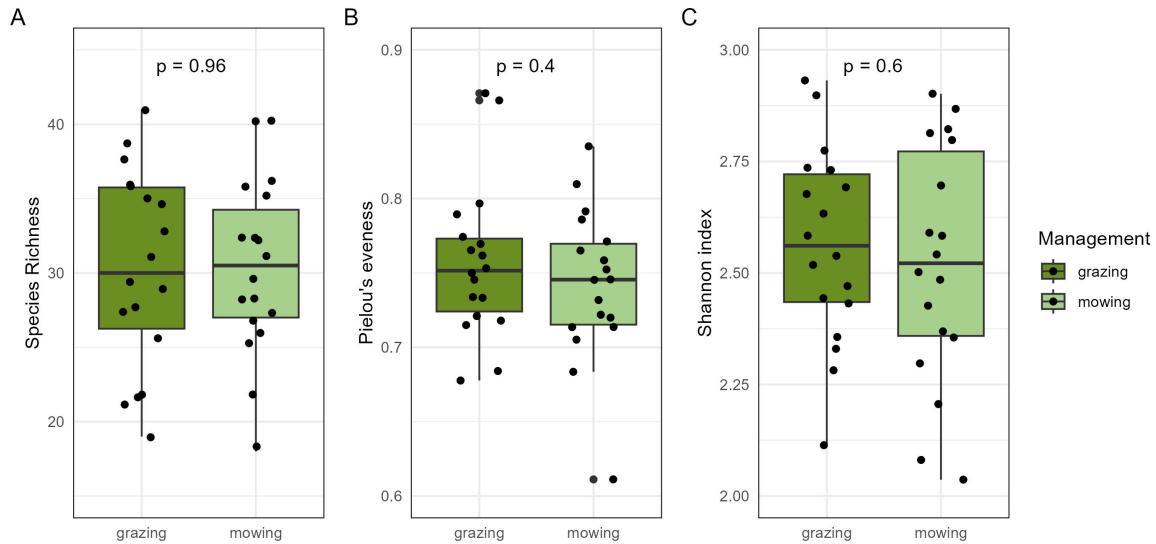 A
p = 0.96
Species Richness
40
30
20
grazing
mowing
B
p = 0.4
Pielou's eveness
0.9
0.8
0.7
0.6
grazing
mowing
C
p = 0.6
Shannon index
3.00
2.75
2.50
2.25
2.00
grazing
mowing
Management
grazing
mowing